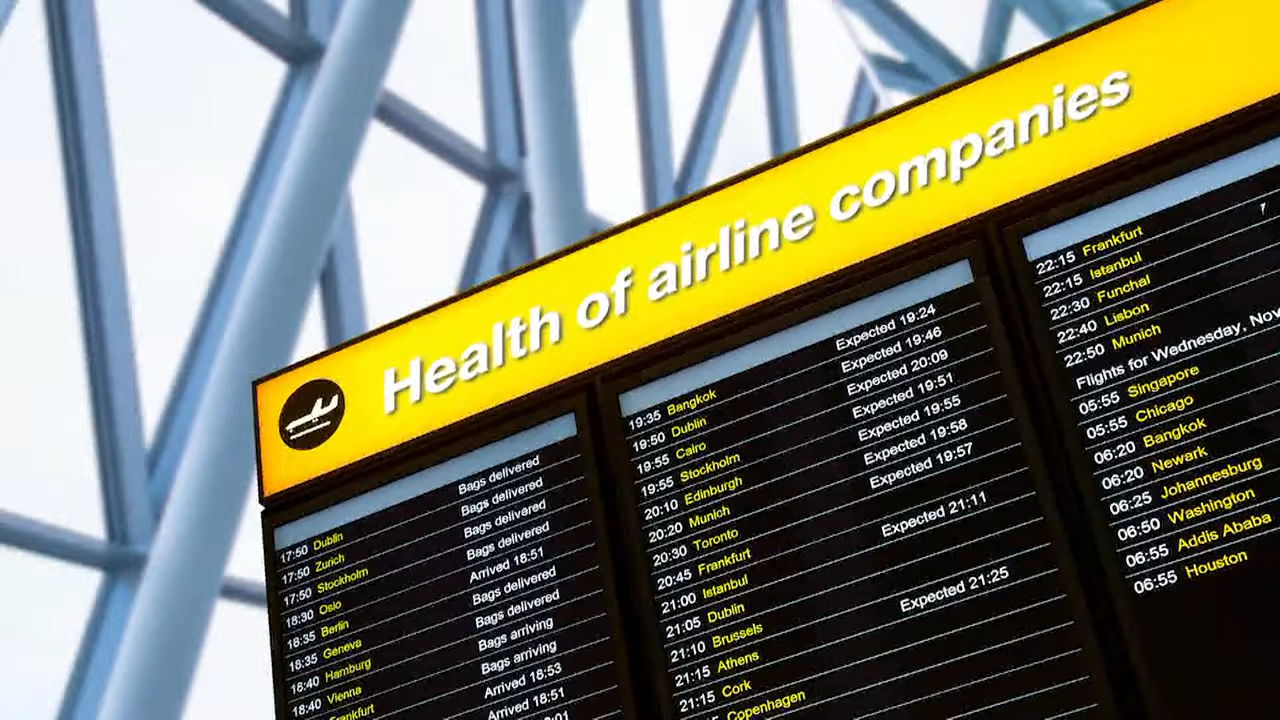 Health of airline companies
17:50 Dublin Bags delivered
17:50 Zurich Bags delivered
17:50 Stockholm Bags delivered
18:30 Oslo Bags delivered
18:35 Berlin Arrived 18:51
18:35 Geneva Bags delivered
18:40 Hamburg Bags delivered
18:40 Vienna Bags arriving
Frankfurt Bags arriving
Arrived 18:53
Arrived 18:51
19:35 Bangkok Expected 19:24
19:50 Dublin Expected 19:46
19:55 Cairo Expected 20:09
19:55 Stockholm Expected 19:51
20:10 Edinburgh Expected 19:55
20:20 Munich Expected 19:58
20:30 Toronto Expected 19:57
20:45 Frankfurt
21:00 Istanbul Expected 21:11
21:05 Dublin
21:10 Brussels
21:15 Athens Expected 21:25
21:15 Cork
Copenhagen
22:15 Frankfurt
22:15 Istanbul
22:30 Funchal
22:40 Lisbon
22:50 Munich
Flights for Wednesday, Nov
05:55 Singapore
05:55 Chicago
06:20 Bangkok
06:20 Newark
06:25 Johannesburg
06:50 Washington
06:55 Addis Ababa
06:55 Houston